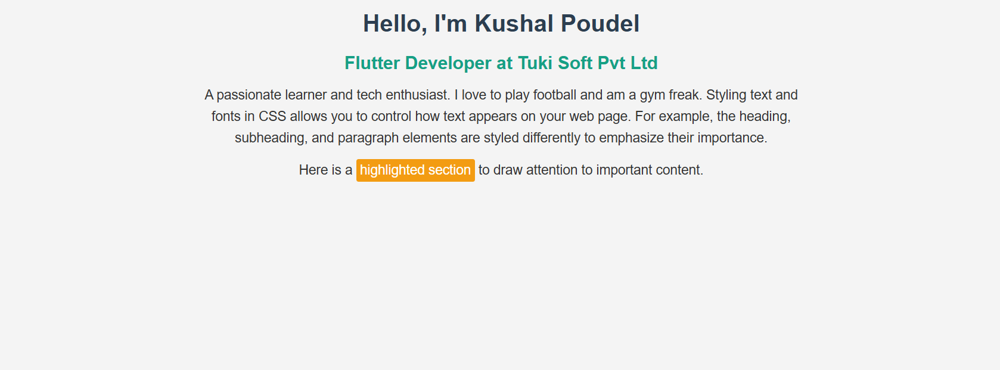 Hello, I'm Kushal Poudel
Flutter Developer at Tuki Soft Pvt Ltd
A passionate learner and tech enthusiast. I love to play football and am a gym freak. Styling text and
fonts in CSS allows you to control how text appears on your web page. For example, the heading,
subheading, and paragraph elements are styled differently to emphasize their importance.
Here is a highlighted section to draw attention to important content.